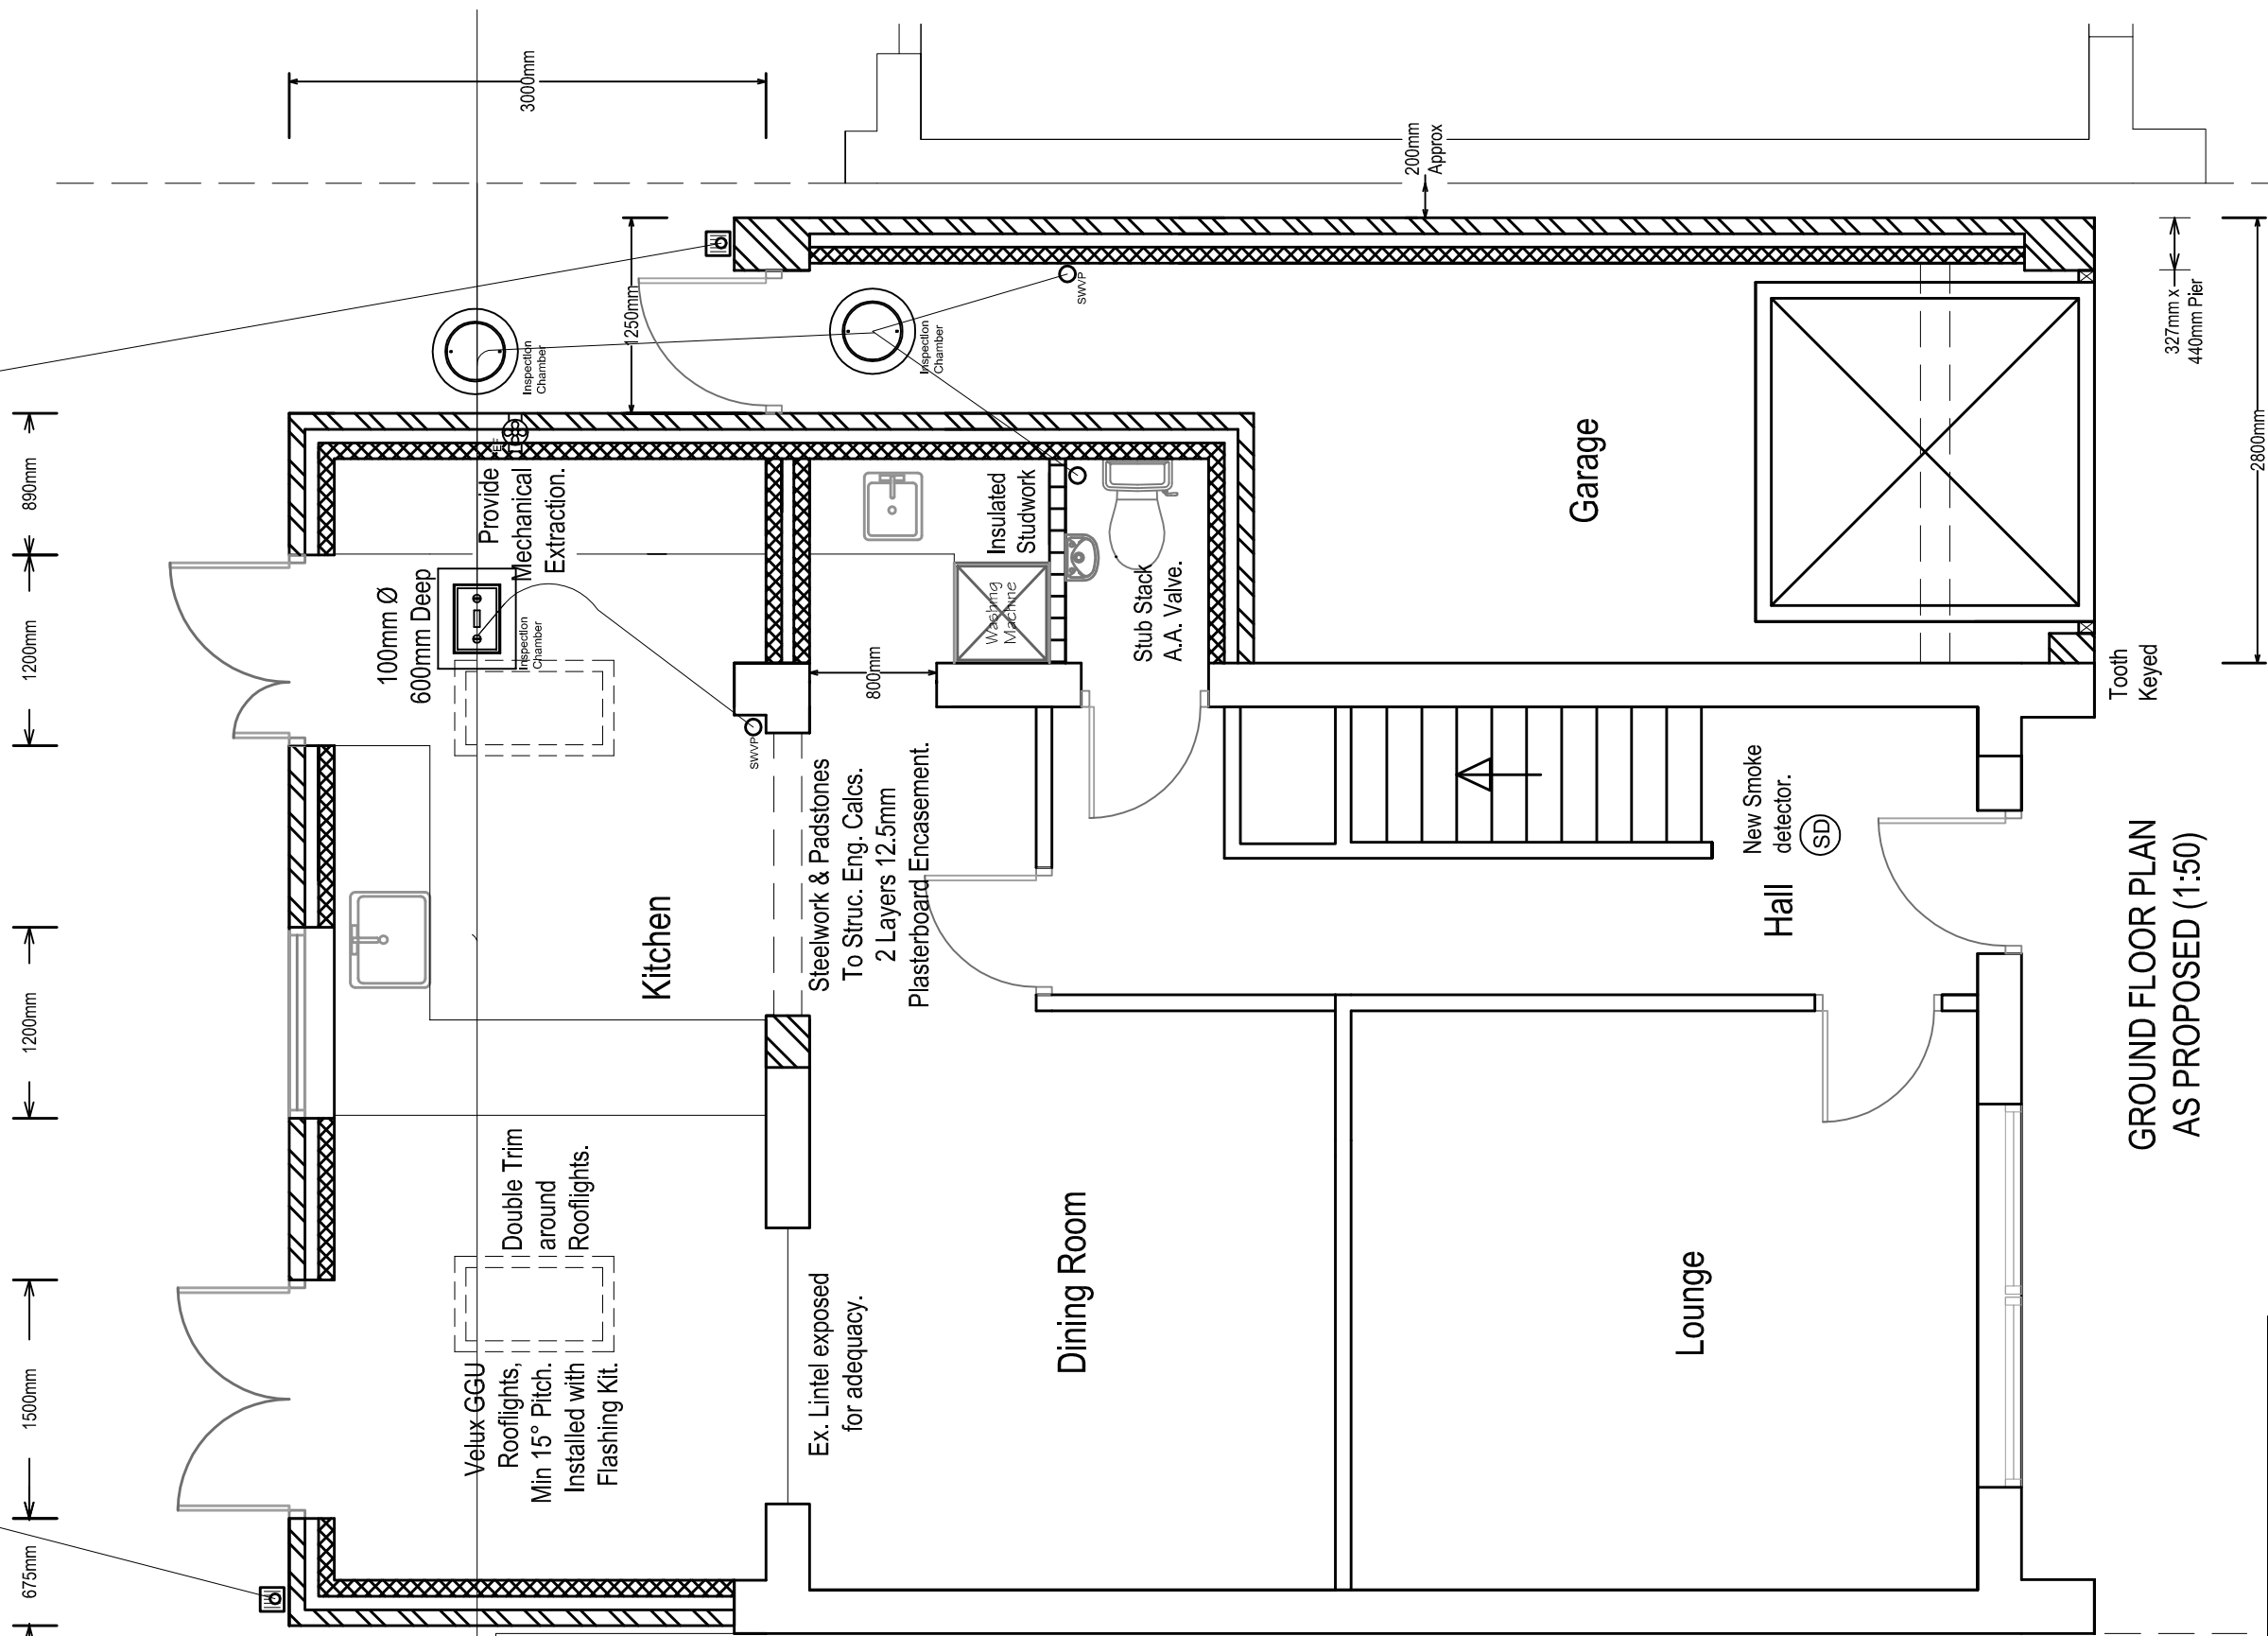 3000mm
200mm
Approx
327mm x
440mm Pier
2800mm
1250mm
890mm
1200mm
1200mm
1500mm
675mm
Inspection
Chamber
Inspection
Chamber
SWVP
EF
Provide
Mechanical
Extraction.
100mm Ø
600mm Deep
Inspection
Chamber
SWVP
Insulated
Studwork
Washing
Machine
800mm
Stub Stack
A.A. Valve.
Garage
Tooth
Keyed
Kitchen
Steelwork & Padstones
To Struc. Eng. Calcs.
2 Layers 12.5mm
Plasterboard Encasement.
New Smoke
detector.
SD
Hall
Double Trim
around
Rooflights.
Velux GGU
Rooflights,
Min 15° Pitch.
Installed with
Flashing Kit.
Ex. Lintel exposed
for adequacy.
Dining Room
Lounge
GROUND FLOOR PLAN
AS PROPOSED (1:50)